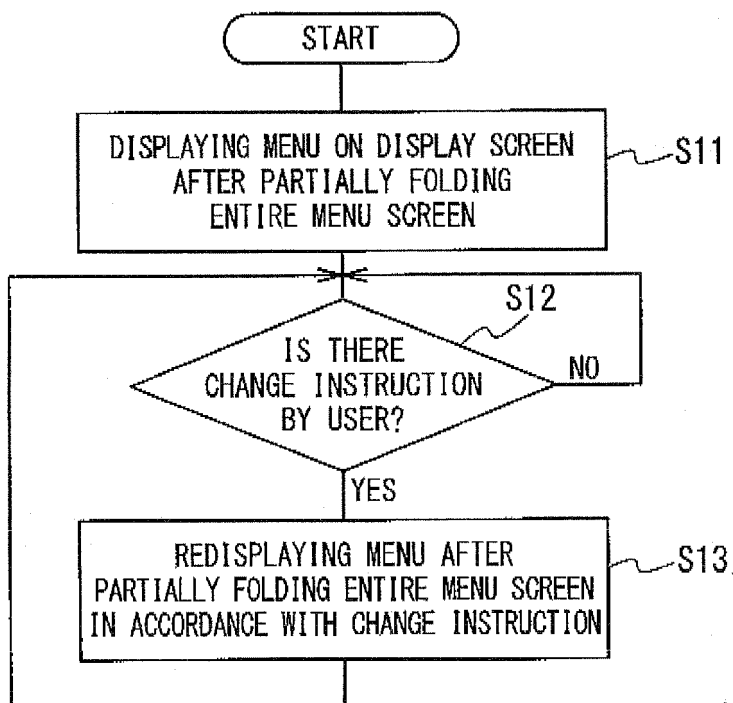 START
DISPLAYING MENU ON DISPLAY SCREEN
AFTER PARTIALLY FOLDING
ENTIRE MENU SCREEN
S11
S12
IS THERE
CHANGE INSTRUCTION
BY USER?
NO
YES
REDISPLAYING MENU AFTER
PARTIALLY FOLDING ENTIRE MENU SCREEN
IN ACCORDANCE WITH CHANGE INSTRUCTION
S13